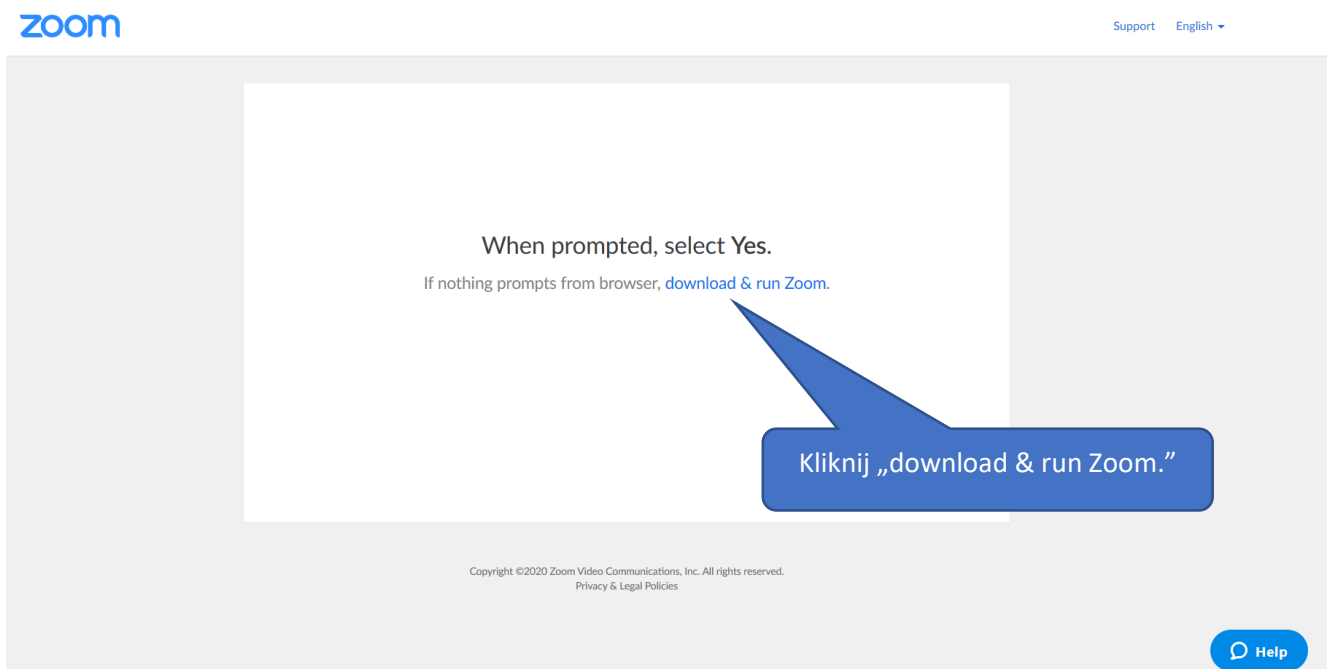 zoom
Support English
When prompted, select Yes.
If nothing prompts from browser, download & run Zoom.
Kliknij „download & run Zoom.”
Copyright ©2020 Zoom Video Communications, Inc. All rights reserved.
Privacy & Legal Policies
Help